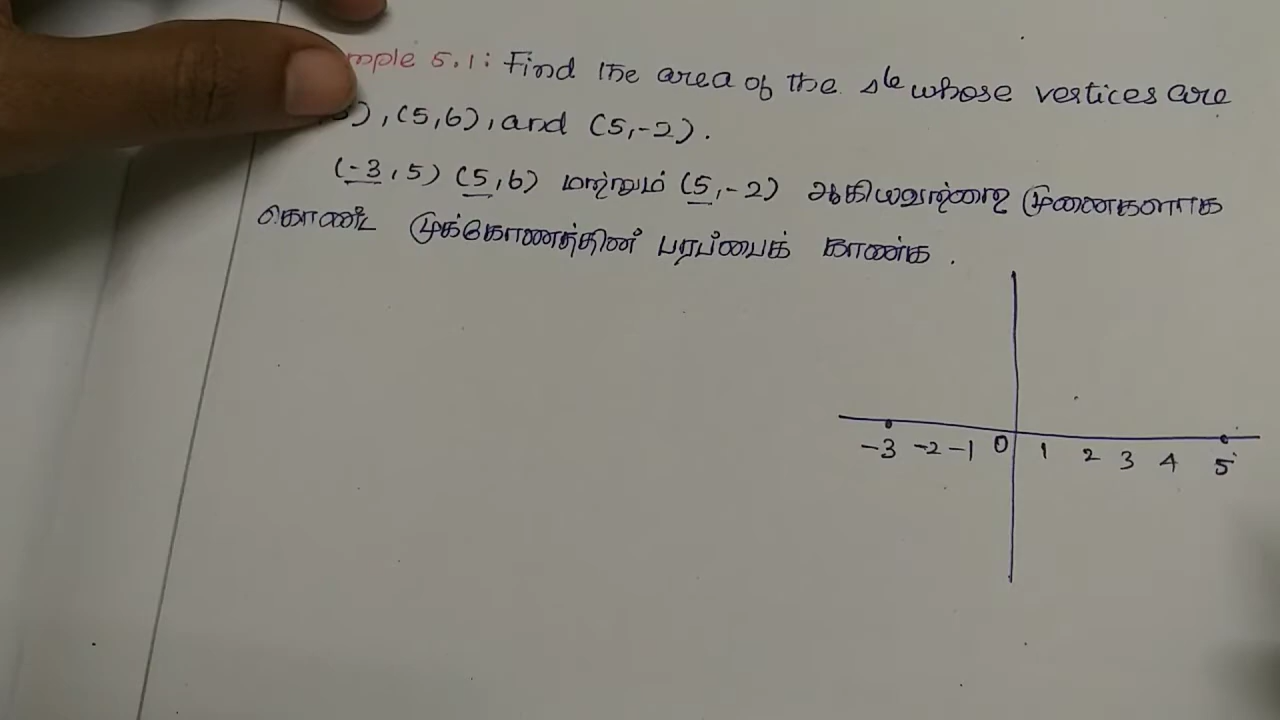 mple 5.1: Find the area of the Δle whose vertices are
), (5,6), and (5,-2).
(-3,5) (5,6) மற்றும் (5,-2) ஆகியவற்றை முனைகளாக
கொண்ட முக்கோணத்தின் பரப்பைக் காண்க.
-3 -2 -1 0 1 2 3 4 5